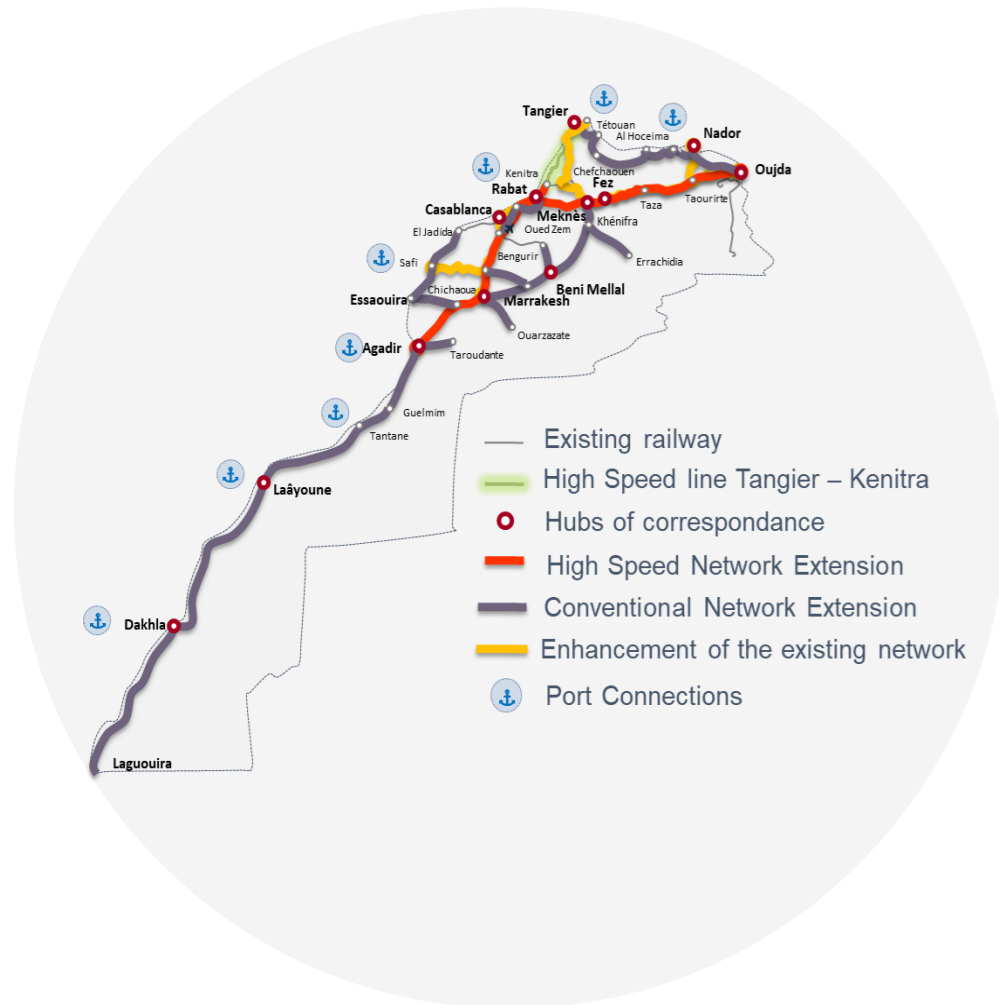 Tangier
Tétouan
Al Hoceima
Nador
Oujda
Kenitra
Chefchaouen
Rabat
Fez
Taourirte
Taza
Casablanca
Meknès
Khénifra
El Jadida
Oued Zem
Errachidia
Safi
Bengurir
Beni Mellal
Chichaoua
Essaouira
Marrakesh
Ouarzazate
Agadir
Taroudante
Guelmim
Tantane
Laâyoune
Dakhla
Laguouira
Existing railway
High Speed line Tangier – Kenitra
Hubs of correspondance
High Speed Network Extension
Conventional Network Extension
Enhancement of the existing network
Port Connections